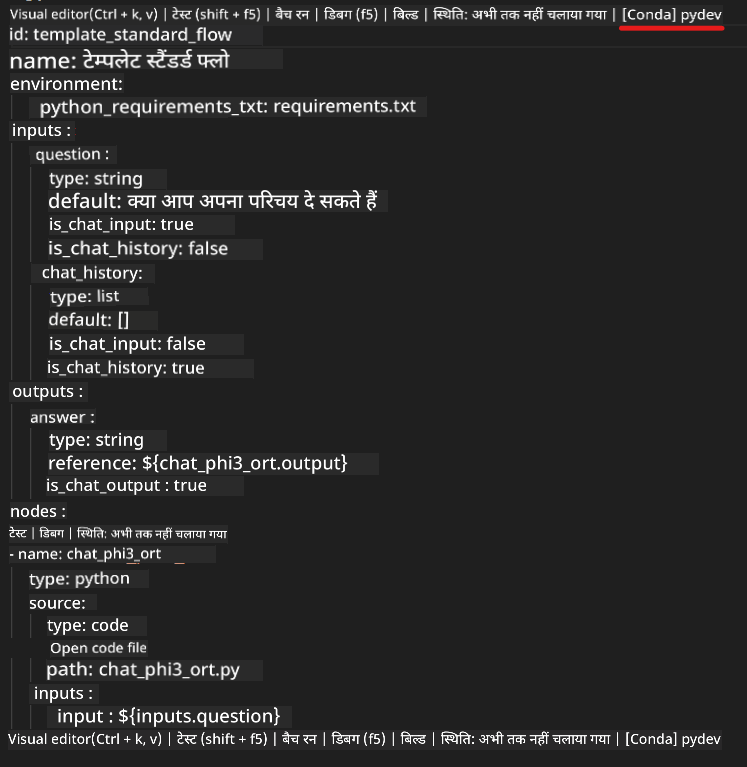 Visual editor(Ctrl + k, v) | टेस्ट (shift + f5) | बैच रन | डिबग (f5) | बिल्ड | स्थिति: अभी तक नहीं चलाया गया | [Conda] pydev
id: template_standard_flow
name: टेम्पलेट स्टैंडर्ड फ्लो
environment:
python_requirements_txt: requirements.txt
inputs :
question :
type: string
default: क्या आप अपना परिचय दे सकते हैं
is_chat_input: true
is_chat_history: false
chat_history:
type: list
default: []
is_chat_input: false
is_chat_history: true
outputs :
answer :
type: string
reference: ${chat_phi3_ort.output}
is_chat_output : true
nodes :
टेस्ट | डिबग | स्थिति: अभी तक नहीं चलाया गया
- name: chat_phi3_ort
type: python
source:
type: code
Open code file
path: chat_phi3_ort.py
inputs :
input : ${inputs.question}
Visual editor(Ctrl + k, v) | टेस्ट (shift + f5) | बैच रन | डिबग (f5) | बिल्ड | स्थिति: अभी तक नहीं चलाया गया | [Conda] pydev